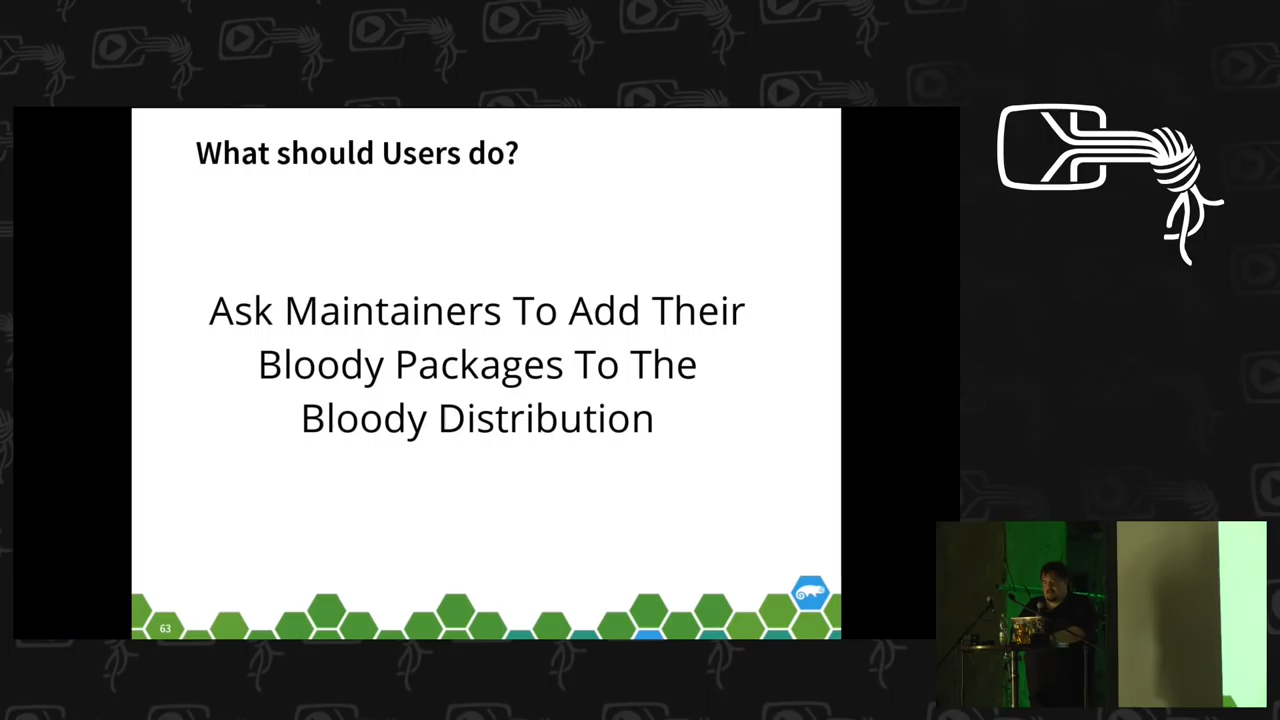 What should Users do?
Ask Maintainers To Add Their
Bloody Packages To The
Bloody Distribution
63